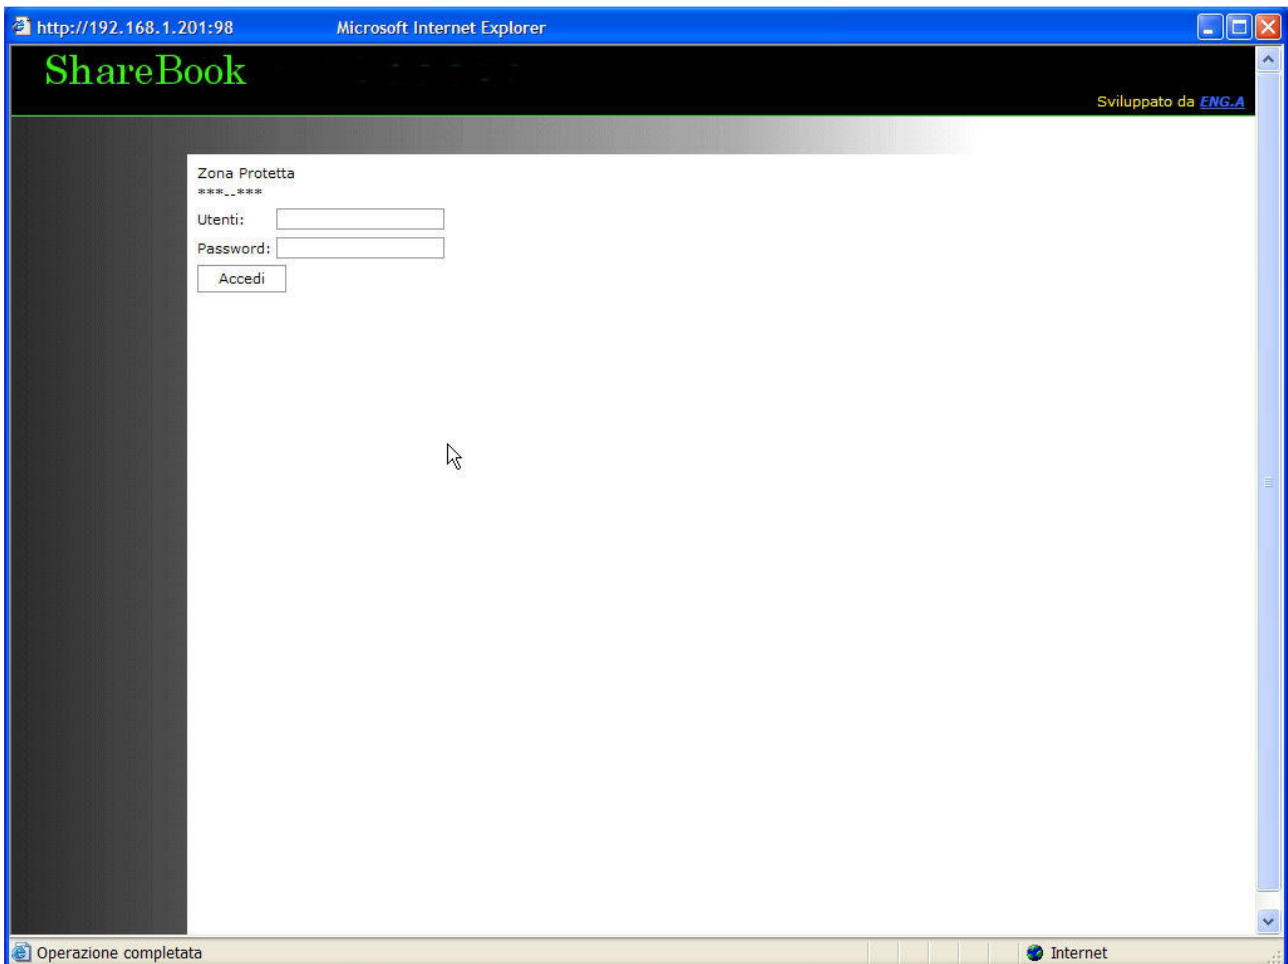 http://192.168.1.201:98 Microsoft Internet Explorer
ShareBook
Sviluppato da ENG.A
Zona Protetta
***--***
Utenti:
Password:
Accedi
Operazione completata
Internet